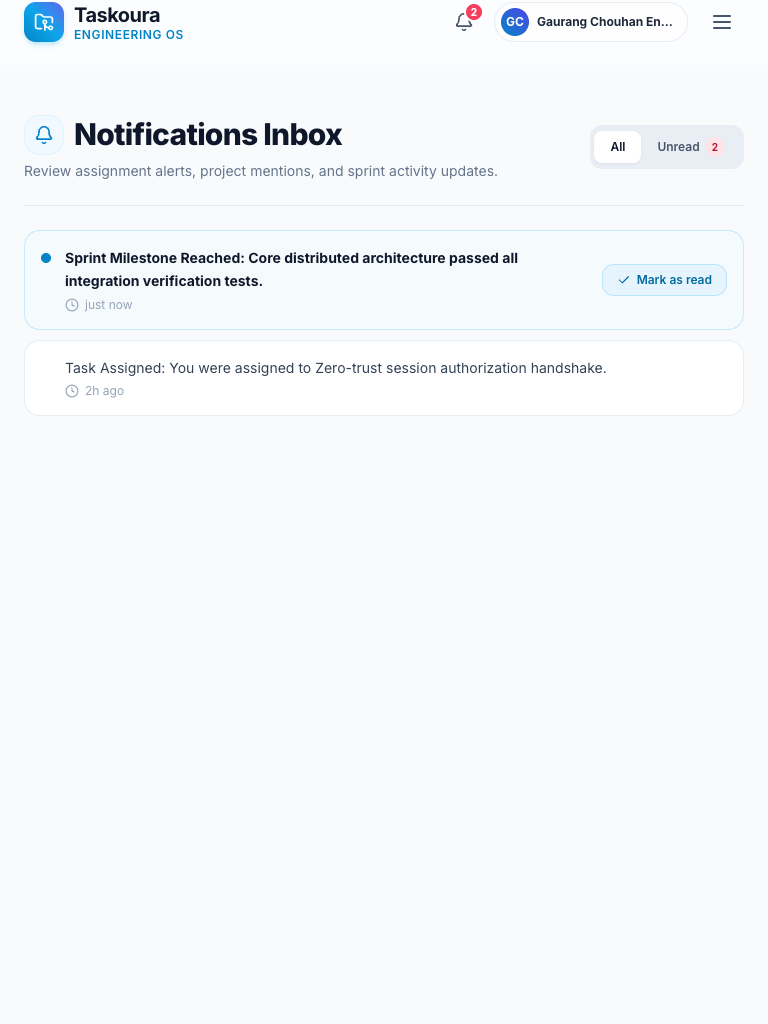 Taskoura
ENGINEERING OS
2
GC
Gaurang Chouhan En...
Notifications Inbox
Review assignment alerts, project mentions, and sprint activity updates.
All
Unread 2
Sprint Milestone Reached: Core distributed architecture passed all
integration verification tests.
just now
Mark as read
Task Assigned: You were assigned to Zero-trust session authorization handshake.
2h ago